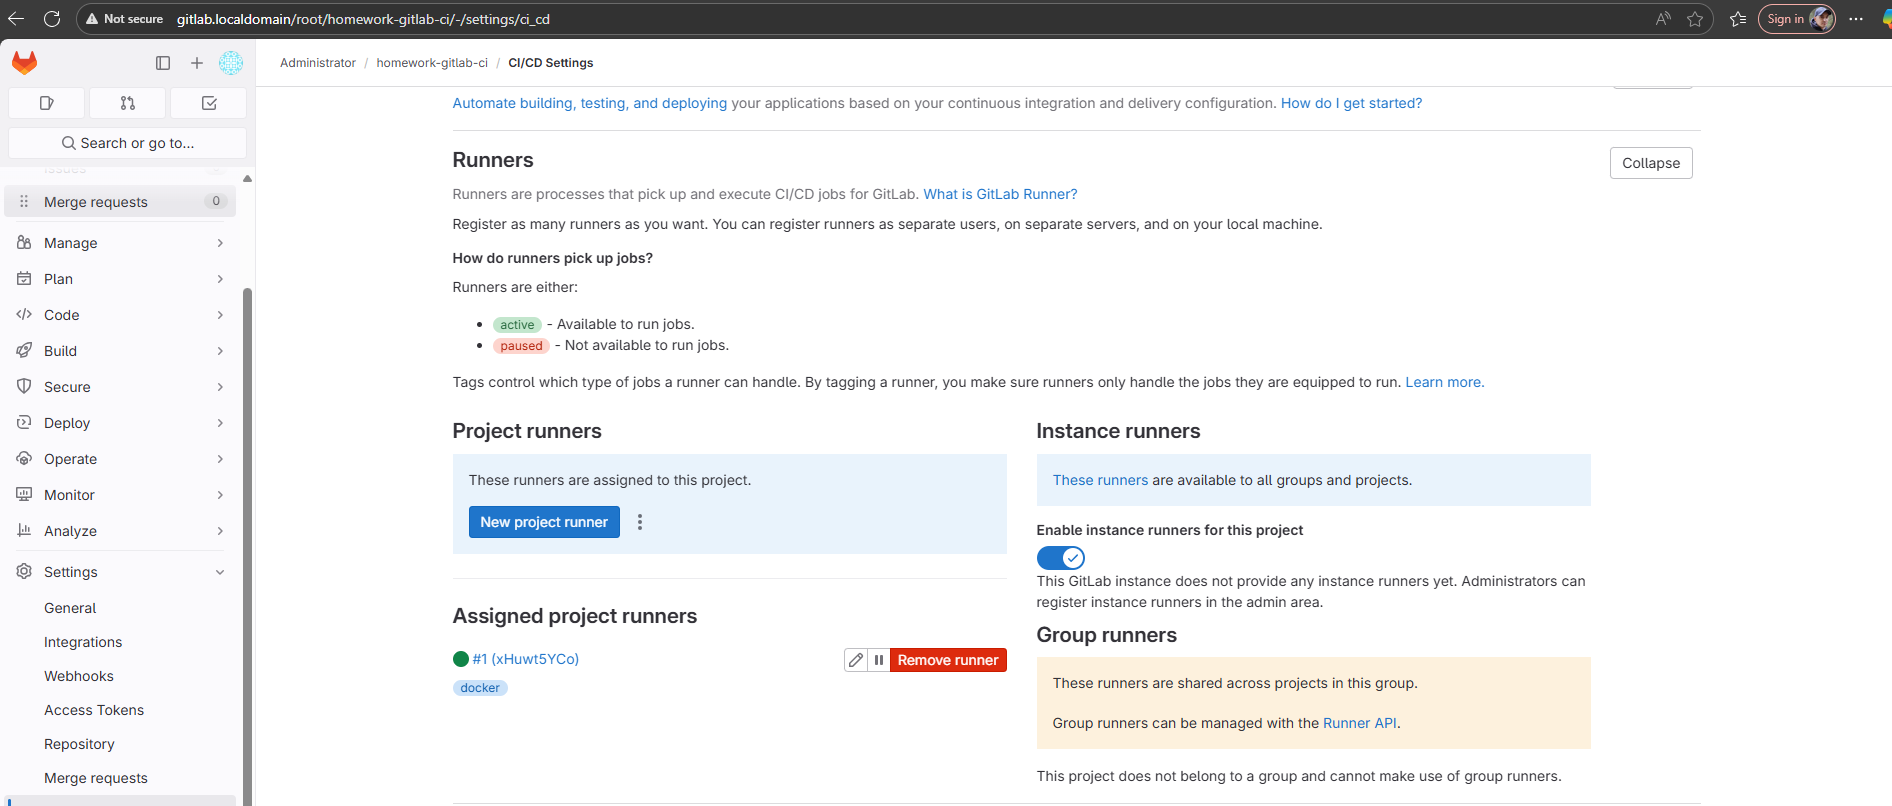 Not secure
gitlab.localdomain/root/homework-gitlab-ci/-/settings/ci_cd
Sign in
Administrator / homework-gitlab-ci / CI/CD Settings
Search or go to...
Issues
Merge requests 0
Manage
Plan
Code
Build
Secure
Deploy
Operate
Monitor
Analyze
Settings
General
Integrations
Webhooks
Access Tokens
Repository
Merge requests
Automate building, testing, and deploying your applications based on your continuous integration and delivery configuration. How do I get started?
Runners
Collapse
Runners are processes that pick up and execute CI/CD jobs for GitLab. What is GitLab Runner?
Register as many runners as you want. You can register runners as separate users, on separate servers, and on your local machine.
How do runners pick up jobs?
Runners are either:
active - Available to run jobs.
paused - Not available to run jobs.
Tags control which type of jobs a runner can handle. By tagging a runner, you make sure runners only handle the jobs they are equipped to run. Learn more.
Project runners
These runners are assigned to this project.
New project runner
Assigned project runners
#1 (xHuwt5YCo)
Remove runner
docker
Instance runners
These runners are available to all groups and projects.
Enable instance runners for this project
This GitLab instance does not provide any instance runners yet. Administrators can
register instance runners in the admin area.
Group runners
These runners are shared across projects in this group.
Group runners can be managed with the Runner API.
This project does not belong to a group and cannot make use of group runners.